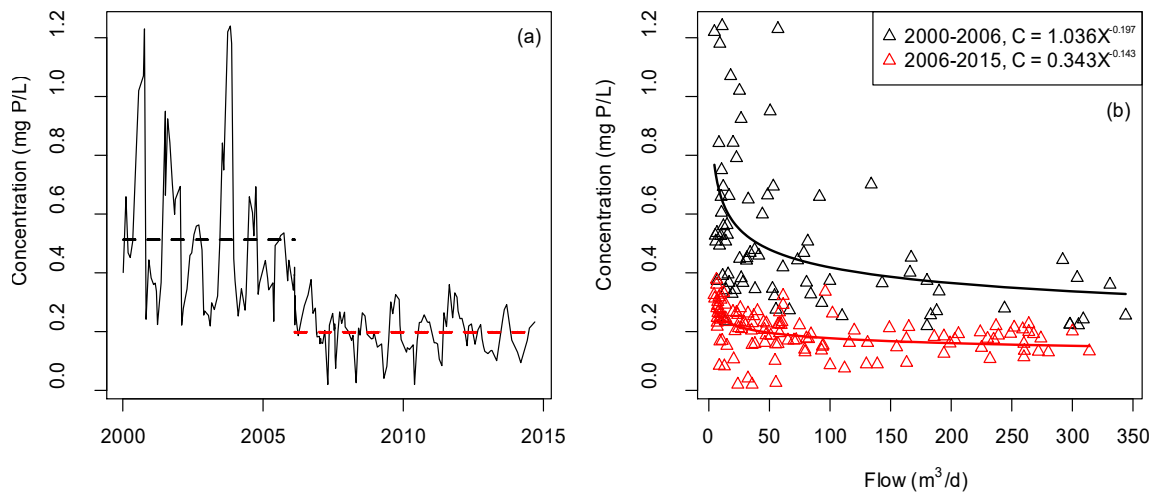 (a)
Concentration (mg P/L)
0.0 0.2 0.4 0.6 0.8 1.0 1.2
2000 2005 2010 2015
(b)
2000-2006, C = 1.036X^-0.197
2006-2015, C = 0.343X^-0.143
Concentration (mg P/L)
0.0 0.2 0.4 0.6 0.8 1.0 1.2
0 50 100 150 200 250 300 350
Flow (m³/d)